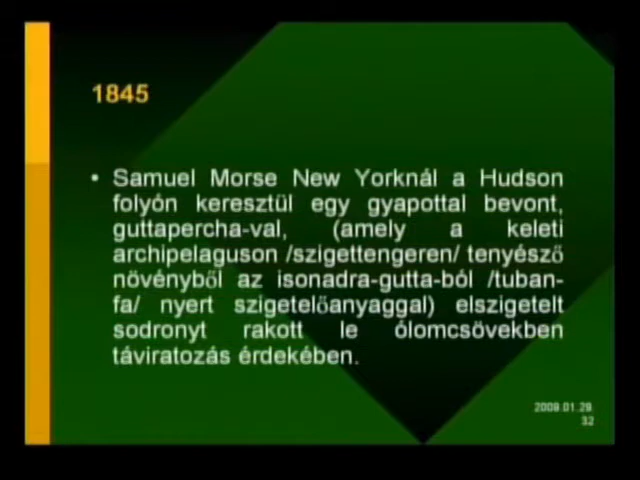 1845
• Samuel Morse New Yorknál a Hudson
folyón keresztül egy gyapottal bevont,
guttapercha-val, (amely a keleti
archipelaguson /szigettengeren/ tenyésző
növényből az isonadra-gutta-ból /tuban-
fa/ nyert szigetelőanyaggal) elszigetelt
sodronyt rakott le ólomcsövekben
táviratozás érdekében.
2009.01.29.
32